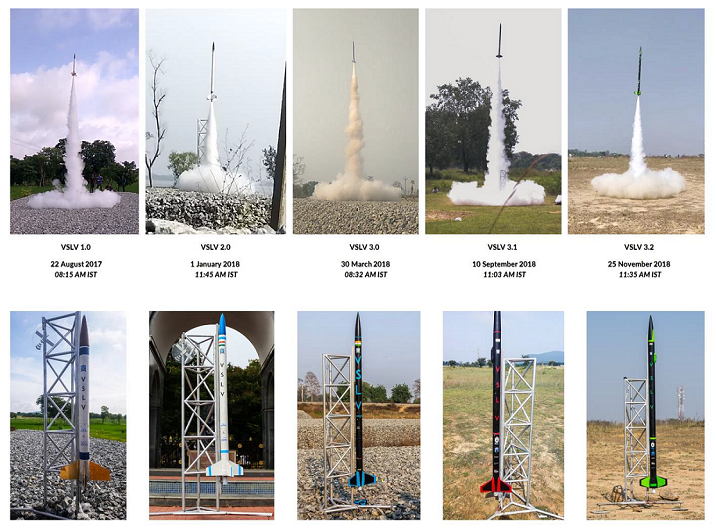 VSLV 1.0
22 August 2017
08:15 AM IST
VSLV 2.0
1 January 2018
11:45 AM IST
VSLV 3.0
30 March 2018
08:32 AM IST
VSLV 3.1
10 September 2018
11:03 AM IST
VSLV 3.2
25 November 2018
11:35 AM IST
VSLV
VSLV
VSLV
VSLV
VSLV